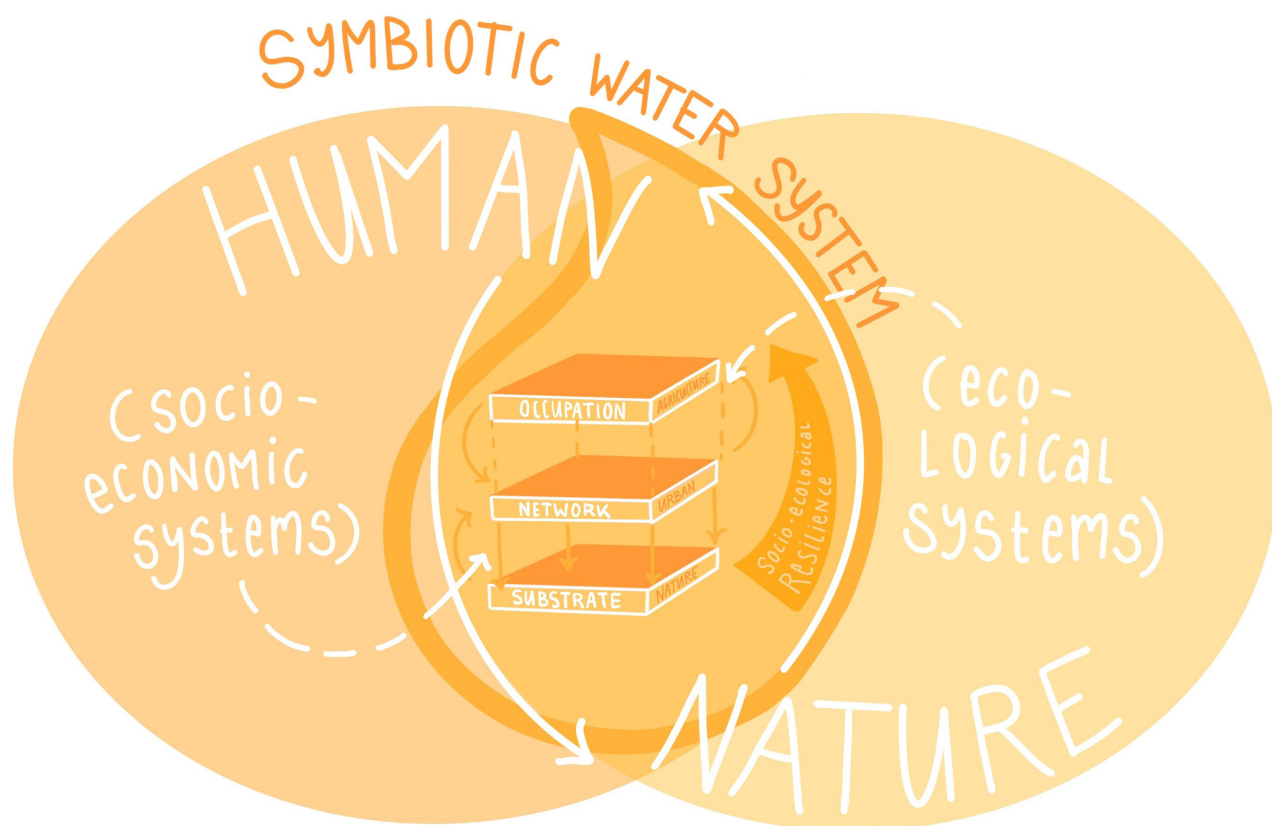 SYMBIOTIC WATER SYSTEM
HUMAN
(socio-
economic
systems)
OCCUPATION
AGRICULTURE
NETWORK
URBAN
SUBSTRATE
NATURE
Socio-ecological
Resilience
(eco-
LOGical
systems)
NATURE